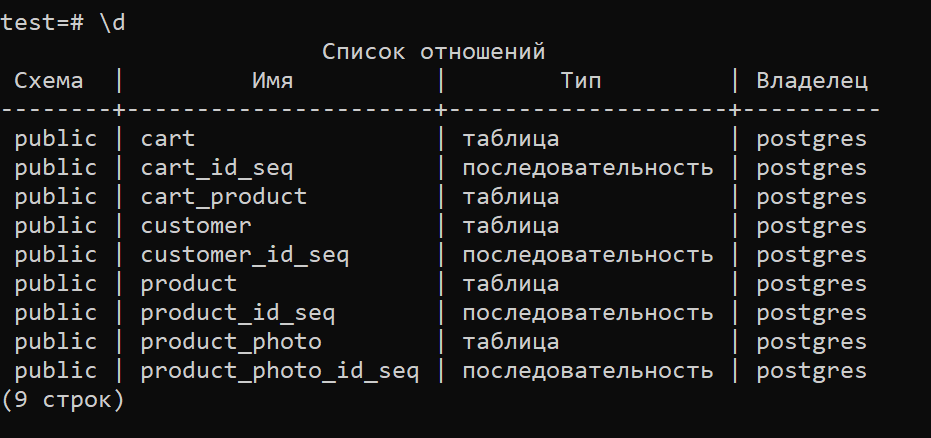 test=# \d
                       Список отношений
 Схема  |         Имя          |        Тип         | Владелец
--------+----------------------+--------------------+----------
 public | cart                 | таблица            | postgres
 public | cart_id_seq          | последовательность | postgres
 public | cart_product         | таблица            | postgres
 public | customer             | таблица            | postgres
 public | customer_id_seq      | последовательность | postgres
 public | product              | таблица            | postgres
 public | product_id_seq       | последовательность | postgres
 public | product_photo        | таблица            | postgres
 public | product_photo_id_seq | последовательность | postgres
(9 строк)